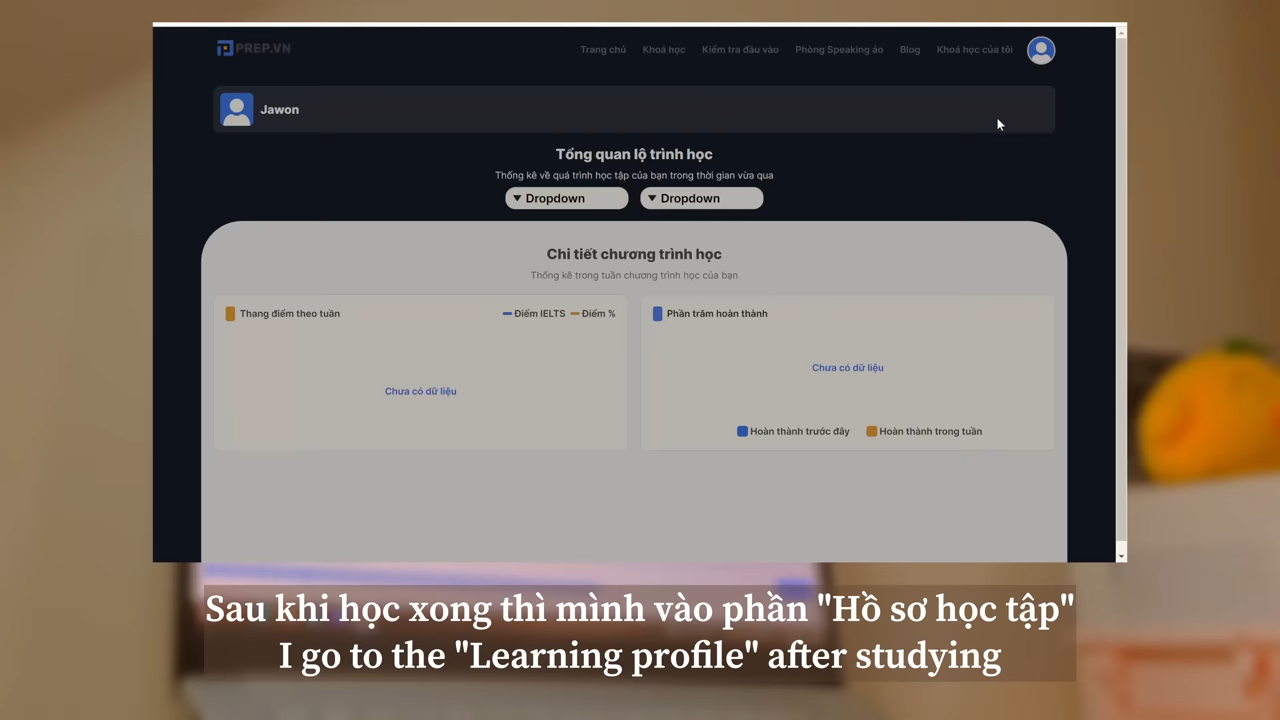 PREP.VN
Trang chủ Khoá học Kiểm tra đầu vào Phòng Speaking ảo Blog Khoá học của tôi
Jawon
Tổng quan lộ trình học
Thống kê về quá trình học tập của bạn trong thời gian vừa qua
Dropdown Dropdown
Chi tiết chương trình học
Thống kê trong tuần chương trình học của bạn
Thang điểm theo tuần Điểm IELTS Điểm % Phần trăm hoàn thành
Chưa có dữ liệu
Chưa có dữ liệu
Hoàn thành trước đây Hoàn thành trong tuần
Sau khi học xong thì mình vào phần "Hồ sơ học tập"
I go to the "Learning profile" after studying